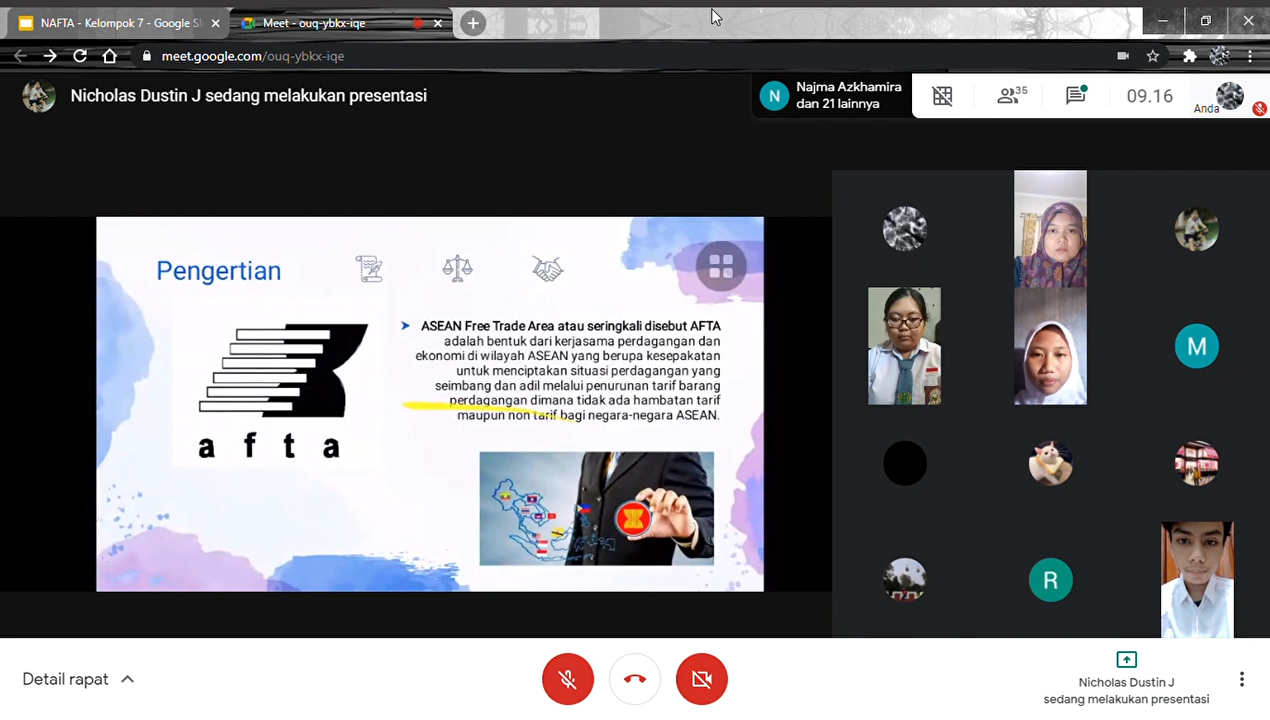 NAFTA - Kelompok 7 - Google Sl
Meet - ouq-ybkx-iqe
meet.google.com/ouq-ybkx-iqe
Nicholas Dustin J sedang melakukan presentasi
N
Najma Azkhamira
dan 21 lainnya
35
09.16
Anda
Pengertian
ASEAN Free Trade Area atau seringkali disebut AFTA
adalah bentuk dari kerjasama perdagangan dan
ekonomi di wilayah ASEAN yang berupa kesepakatan
untuk menciptakan situasi perdagangan yang
seimbang dan adil melalui penurunan tarif barang
perdagangan dimana tidak ada hambatan tarif
maupun non tarif bagi negara-negara ASEAN.
afta
M
R
Detail rapat
Nicholas Dustin J
sedang melakukan presentasi